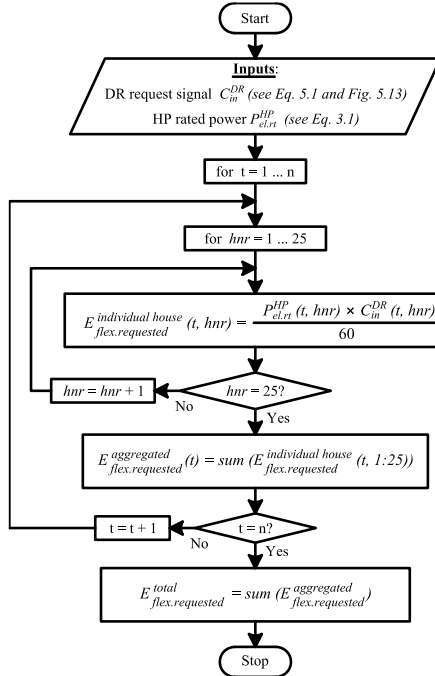 Start
Inputs:
DR request signal C_in^DR (see Eq. 5.1 and Fig. 5.13)
HP rated power P_el.rt^HP (see Eq. 3.1)
for t = 1 ... n
for hnr = 1 ... 25
E_flex.requested^individual house (t, hnr) = P_el.rt^HP (t, hnr) × C_in^DR (t, hnr) / 60
hnr = hnr + 1
No
hnr = 25?
Yes
E_flex.requested^aggregated (t) = sum (E_flex.requested^individual house (t, 1:25))
t = t + 1
No
t = n?
Yes
E_flex.requested^total = sum (E_flex.requested^aggregated)
Stop